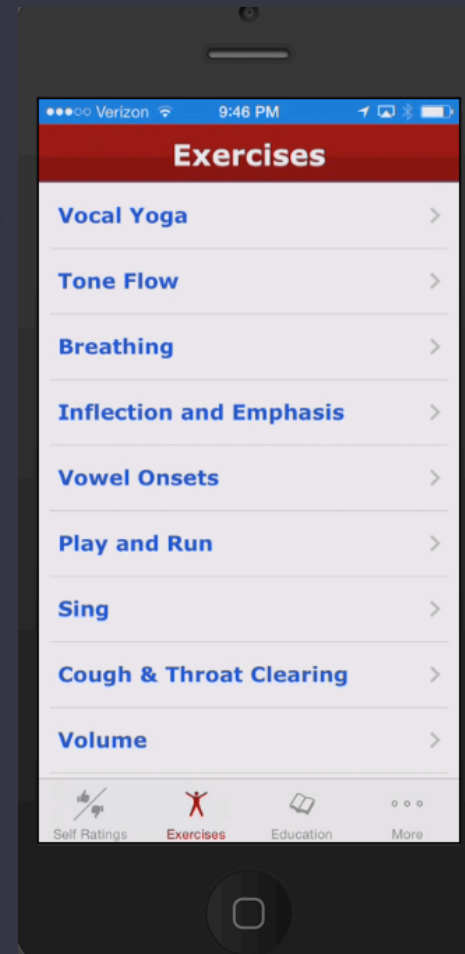 Verizon 9:46 PM
Exercises
Vocal Yoga
Tone Flow
Breathing
Inflection and Emphasis
Vowel Onsets
Play and Run
Sing
Cough & Throat Clearing
Volume
Self Ratings Exercises Education More